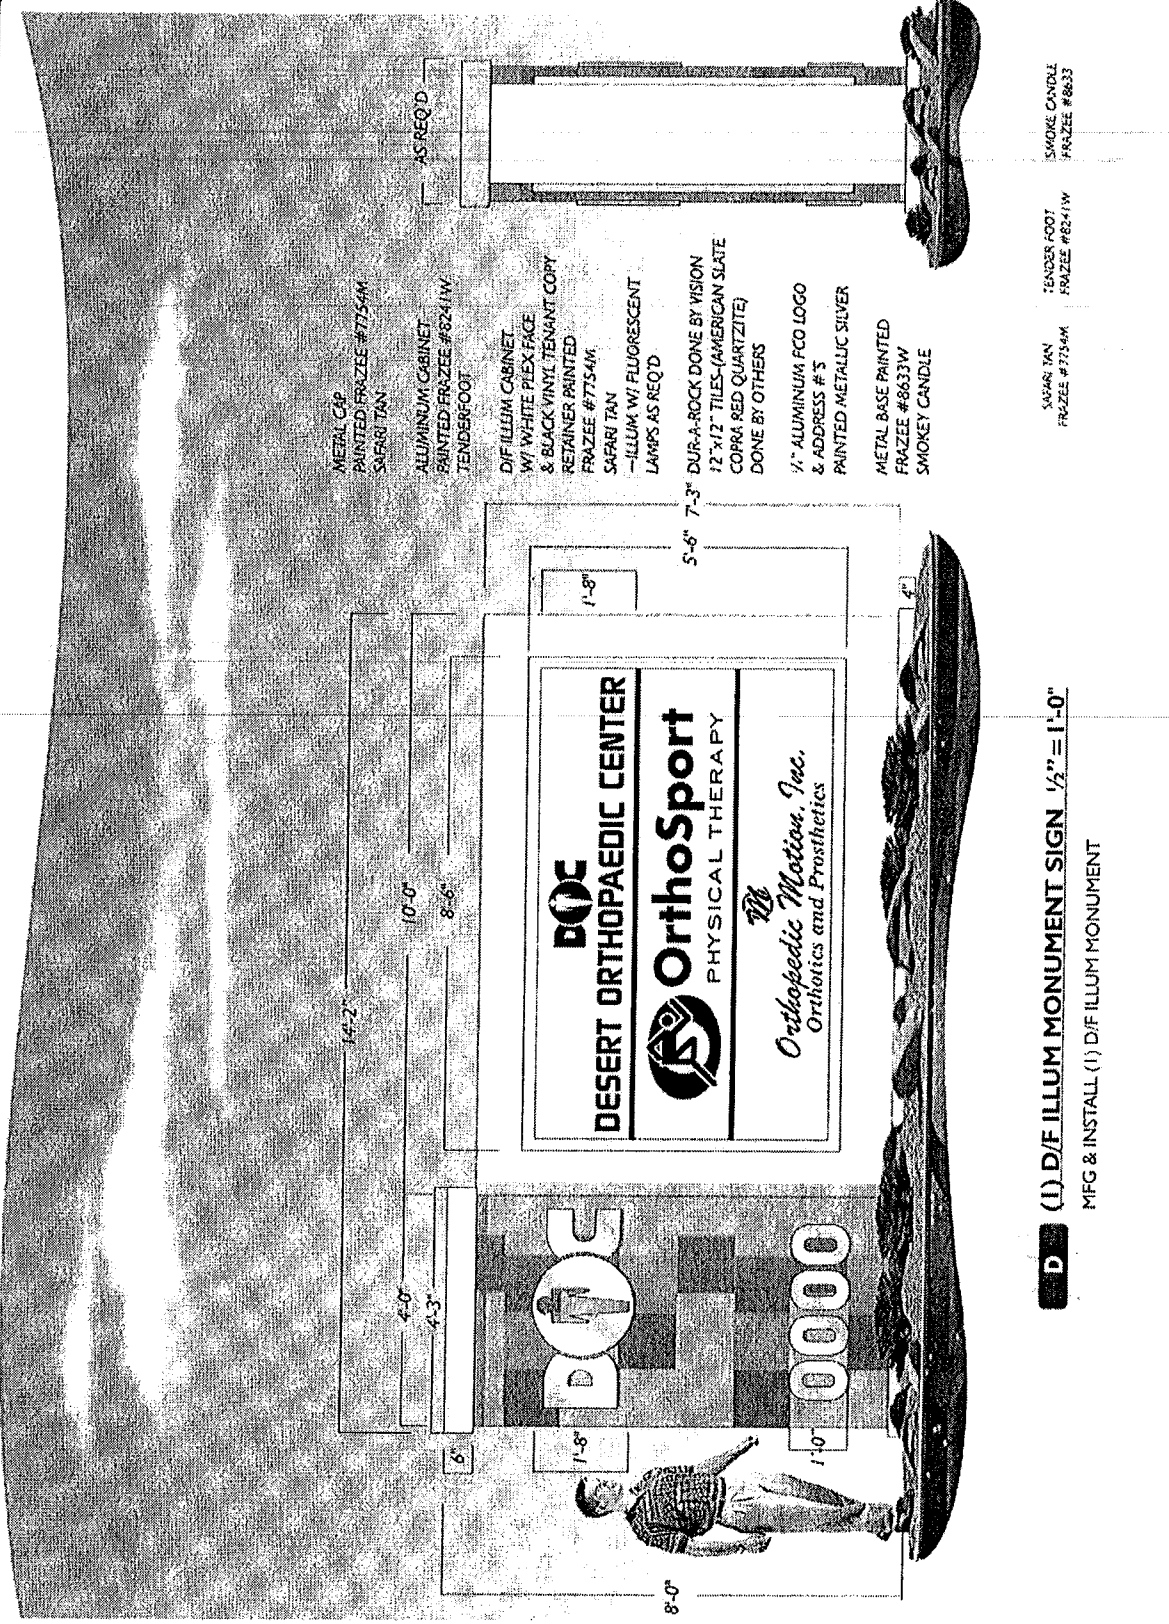 14'-2"
10'-0"
4'-0"
8'-6"
4'-3"
6"
8'-0"
1'-8"
1'-0"
DOC
0000
DOC
DESERT ORTHOPAEDIC CENTER
OrthoSport
PHYSICAL THERAPY
Orthopedic Motion, Inc.
Orthotics and Prosthetics
1'-8"
5'-6"
7'-3"
4"
METAL CAP
PAINTED FRAZEE #7754M
SAFARI TAN
ALUMINUM CABINET
PAINTED FRAZEE #8241W
TENDERFOOT
D/F ILLUM CABINET
W/ WHITE PLEX FACE
& BLACK VINYL TENANT COPY
RETAINER PAINTED
FRAZEE #7754M
SAFARI TAN
-ILLUM W/ FLUORESCENT
LAMPS AS REQ'D
DUR-A-ROCK DONE BY VISION
12"x12" TILES-(AMERICAN SLATE
COPRA RED QUARTZITE)
DONE BY OTHERS
ALUMINUM FCO LOGO
& ADDRESS #'S
PAINTED METALLIC SILVER
METAL BASE PAINTED
FRAZEE #8633W
SMOKEY CANDLE
AS REQ'D
D (1) D/F ILLUM MONUMENT SIGN ½" = 1'-0"
MFG & INSTALL (1) D/F ILLUM MONUMENT
SAFARI TAN
FRAZEE #7754M
TENDER FOOT
FRAZEE #8241W
SMOKE CANDLE
FRAZEE #8633